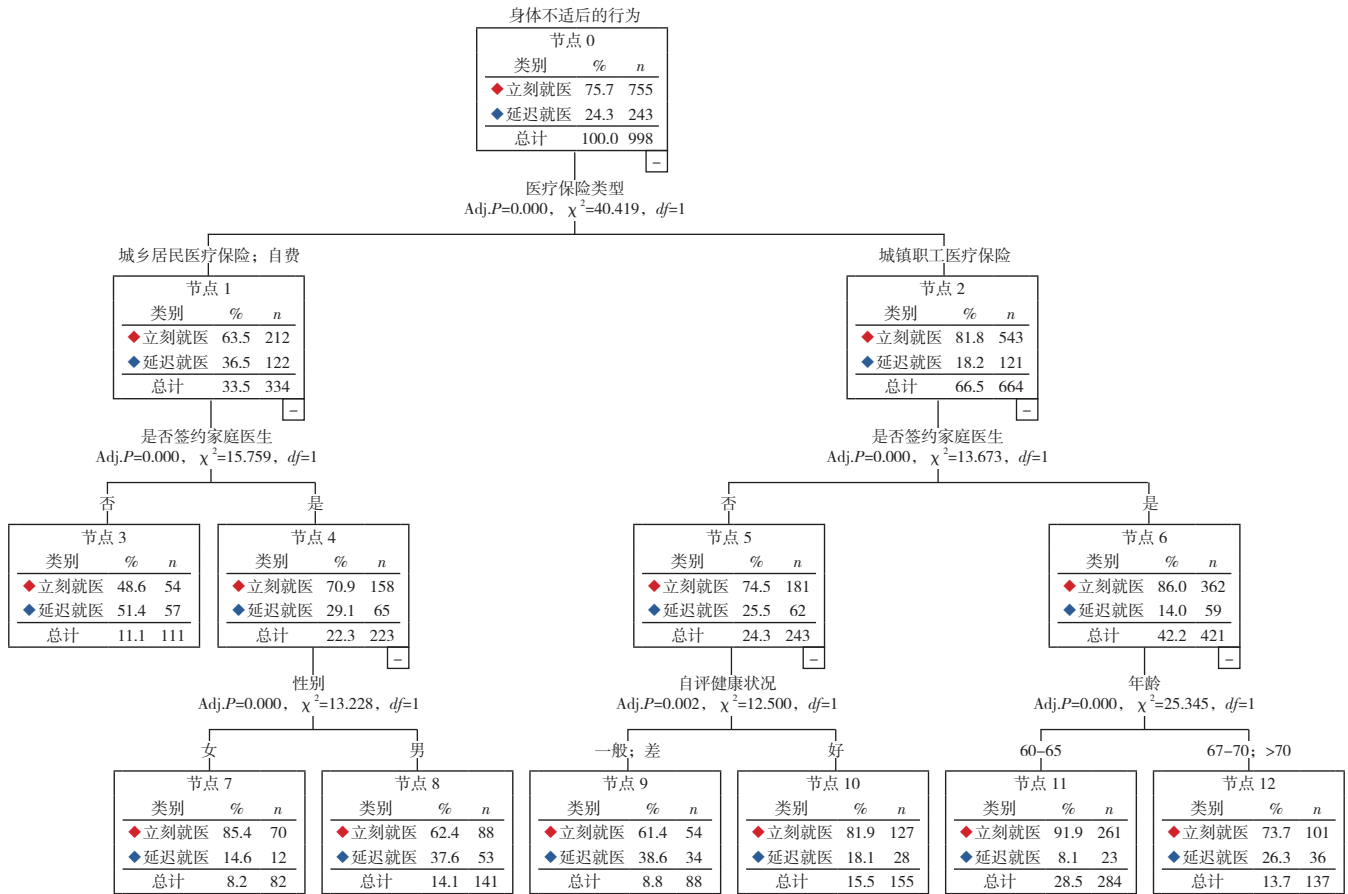 身体不适后的行为
节点 0
类别 % n
立刻就医 75.7 755
延迟就医 24.3 243
总计 100.0 998
−
医疗保险类型
Adj.P=0.000， χ²=40.419， df=1
城乡居民医疗保险；自费
城镇职工医疗保险
节点 1
类别 % n
立刻就医 63.5 212
延迟就医 36.5 122
总计 33.5 334
−
节点 2
类别 % n
立刻就医 81.8 543
延迟就医 18.2 121
总计 66.5 664
−
是否签约家庭医生
Adj.P=0.000， χ²=15.759，df=1
是否签约家庭医生
Adj.P=0.000， χ²=13.673，df=1
否
是
否
是
节点 3
类别 % n
立刻就医 48.6 54
延迟就医 51.4 57
总计 11.1 111
节点 4
类别 % n
立刻就医 70.9 158
延迟就医 29.1 65
总计 22.3 223
−
节点 5
类别 % n
立刻就医 74.5 181
延迟就医 25.5 62
总计 24.3 243
节点 6
类别 % n
立刻就医 86.0 362
延迟就医 14.0 59
总计 42.2 421
−
性别
Adj.P=0.000， χ²=13.228，df=1
自评健康状况
Adj.P=0.002， χ²=12.500，df=1
年龄
Adj.P=0.000， χ²=25.345，df=1
女
男
一般；差
好
60-65
67-70；>70
节点 7
类别 % n
立刻就医 85.4 70
延迟就医 14.6 12
总计 8.2 82
节点 8
类别 % n
立刻就医 62.4 88
延迟就医 37.6 53
总计 14.1 141
节点 9
类别 % n
立刻就医 61.4 54
延迟就医 38.6 34
总计 8.8 88
节点 10
类别 % n
立刻就医 81.9 127
延迟就医 18.1 28
总计 15.5 155
节点 11
类别 % n
立刻就医 91.9 261
延迟就医 8.1 23
总计 28.5 284
节点 12
类别 % n
立刻就医 73.7 101
延迟就医 26.3 36
总计 13.7 137